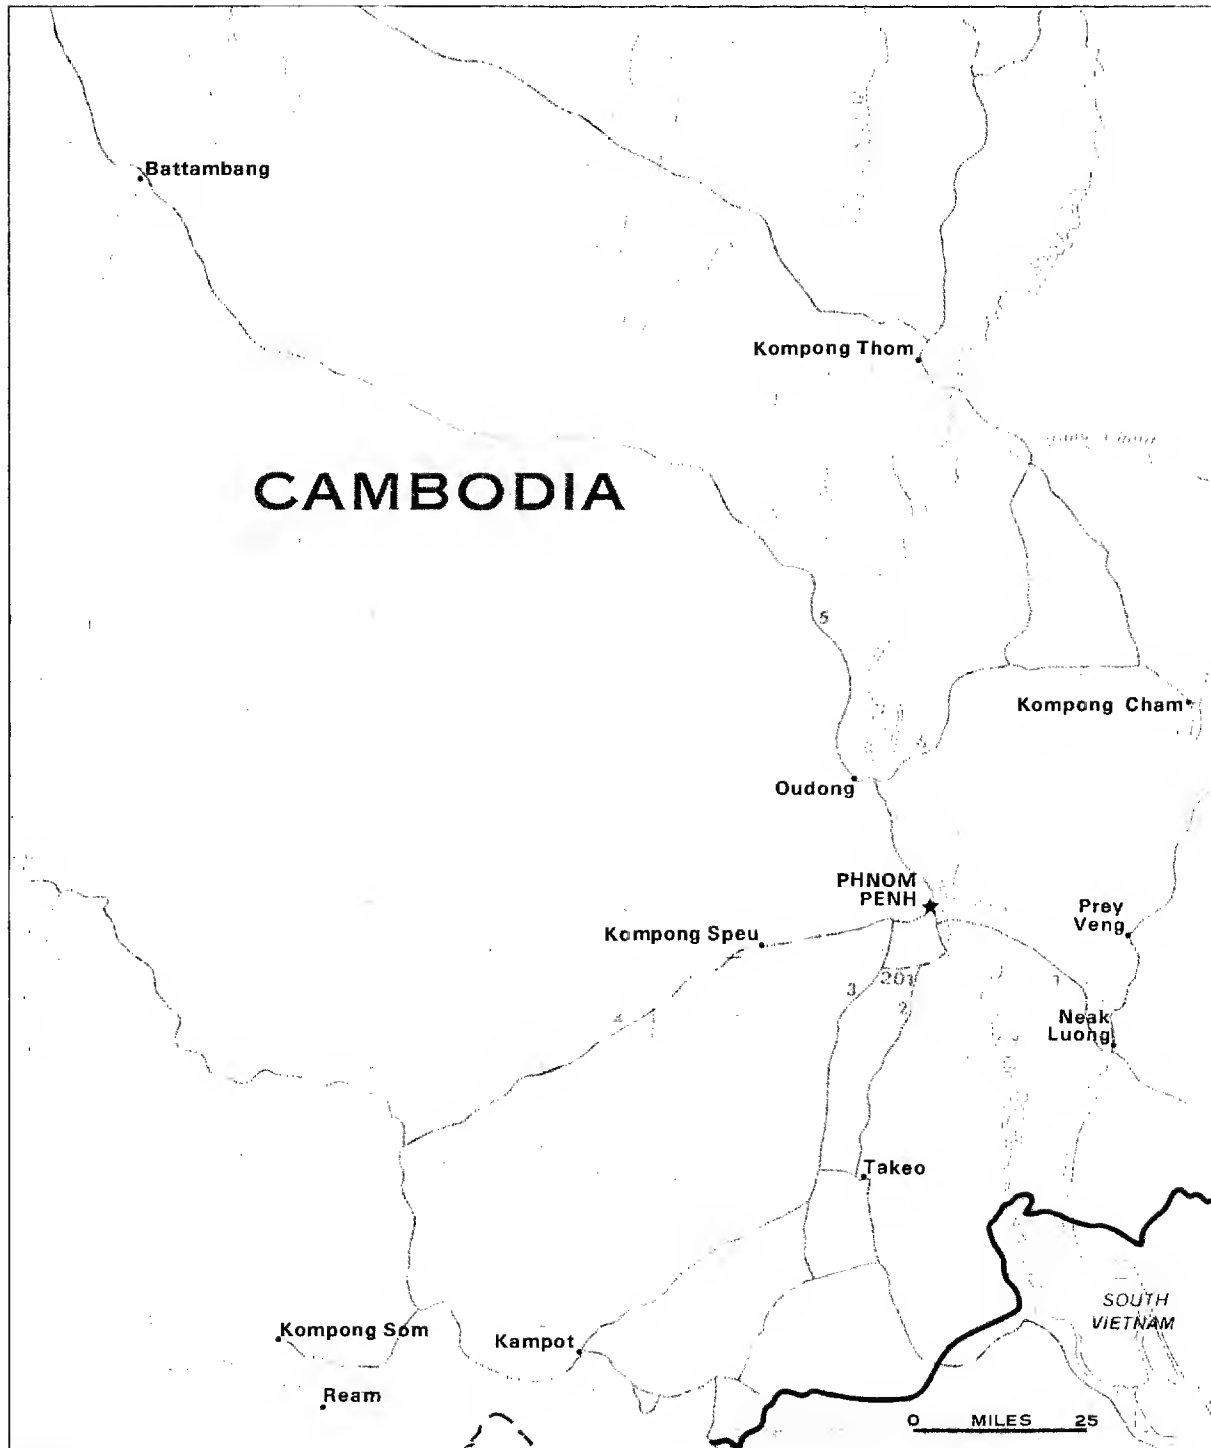 Battambang
Kompong Thom
CAMBODIA
5
Kompong Cham
Oudong
PHNOM
PENH
Prey
Veng
Kompong Speu
3
201
2
1
4
Neak
Luong
Takeo
SOUTH
VIETNAM
Kompong Som
Kampot
Ream
0 MILES 25